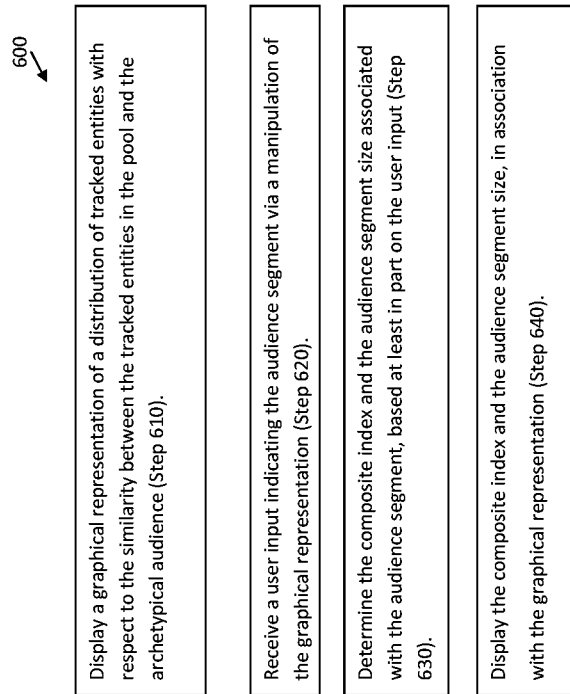 600
Display a graphical representation of a distribution of tracked entities with
respect to the similarity between the tracked entities in the pool and the
archetypical audience (Step 610).
Receive a user input indicating the audience segment via a manipulation of
the graphical representation (Step 620).
Determine the composite index and the audience segment size associated
with the audience segment, based at least in part on the user input (Step
630).
Display the composite index and the audience segment size, in association
with the graphical representation (Step 640).